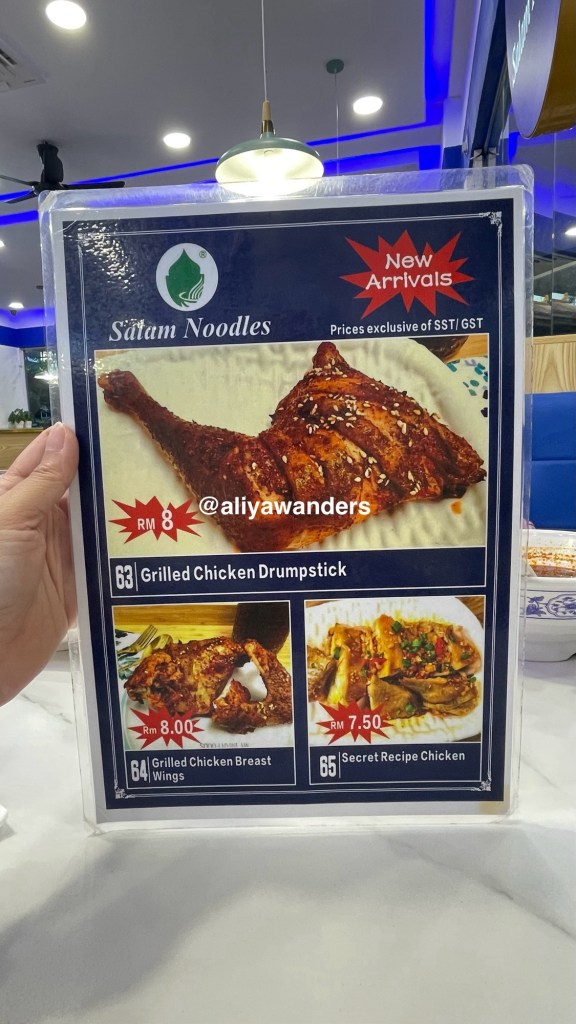 ®
Salam Noodles
New
Arrivals
Prices exclusive of SST/GST
RM 8
@aliyawanders
63 Grilled Chicken Drumpstick
Rm 8.00
64 Grilled Chicken Breast
Wings
RM 7.50
65 Secret Recipe Chicken